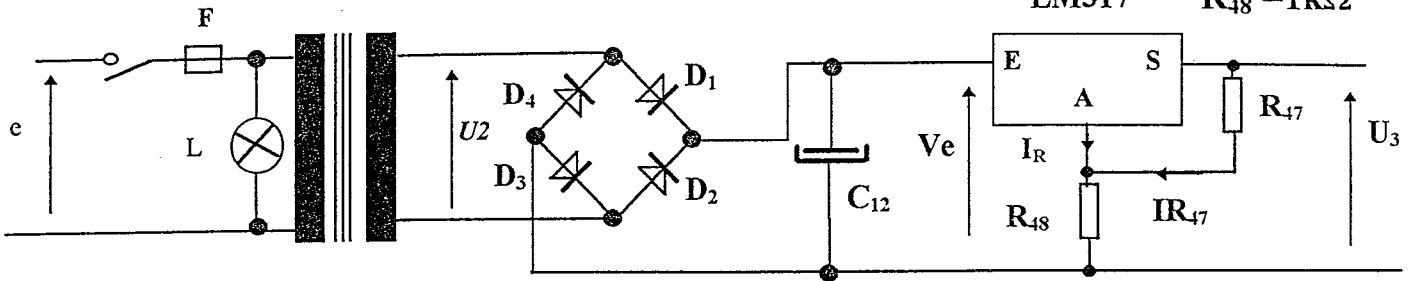 LM317 R48 = 1KΩ
F
E S
D1
D4 A R47
e U2 U3
L Ve IR
D3 D2
C12 R48 IR47